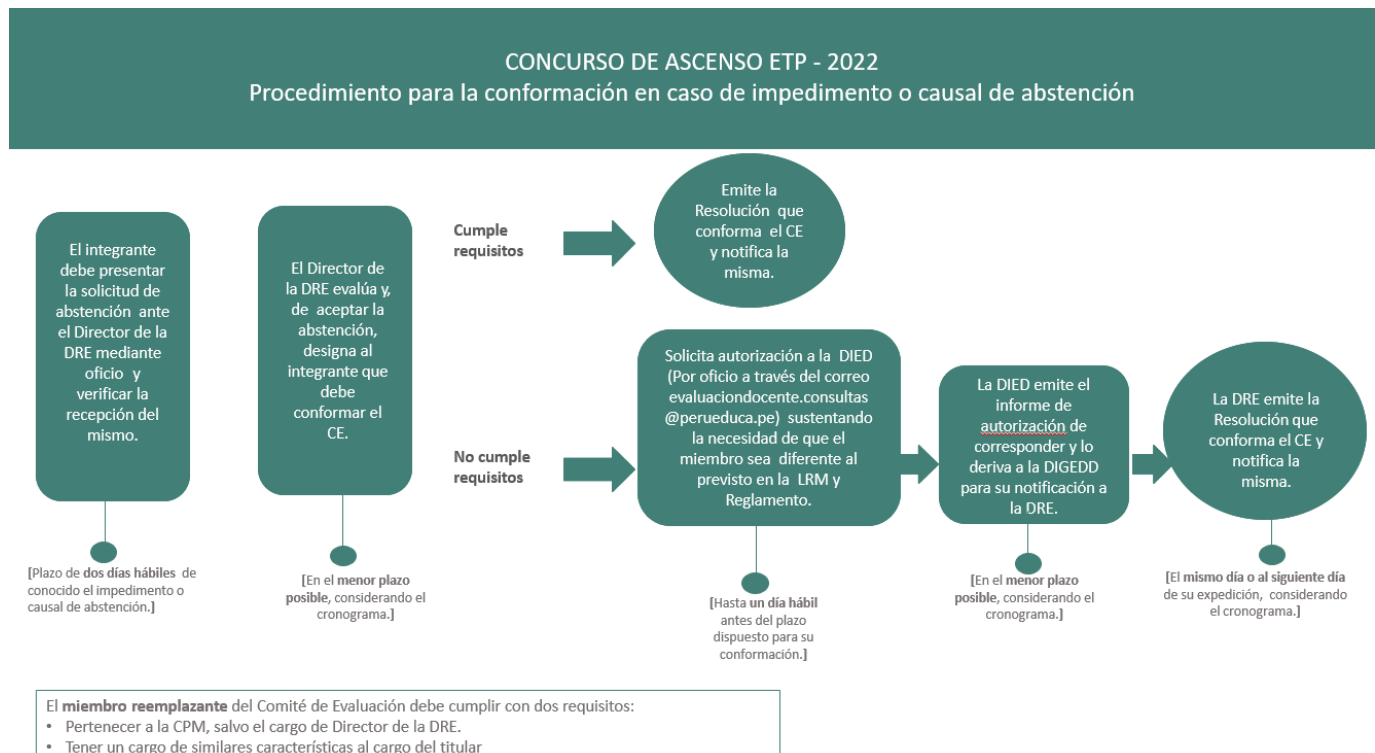 CONCURSO DE ASCENSO ETP - 2022
Procedimiento para la conformación en caso de impedimento o causal de abstención
El integrante
debe presentar
la solicitud de
abstención ante
el Director de la
DRE mediante
oficio y
verificar la
recepción del
mismo.
[Plazo de dos días hábiles de
conocido el impedimento o
causal de abstención.]
El Director de
la DRE evalúa y,
de aceptar la
abstención,
designa al
integrante que
debe
conformar el
CE.
[En el menor plazo
posible, considerando el
cronograma.]
Cumple
requisitos
Emite la
Resolución que
conforma el CE
y notifica la
misma.
No cumple
requisitos
Solicita autorización a la DIED
(Por oficio a través del correo
evaluaciondocente.consultas
@perueduca.pe) sustentando
la necesidad de que el
miembro sea diferente al
previsto en la LRM y
Reglamento.
[Hasta un día hábil
antes del plazo
dispuesto para su
conformación.]
La DIED emite el
informe de
autorización de
corresponder y lo
deriva a la DIGEDD
para su notificación a
la DRE.
[En el menor plazo
posible, considerando el
cronograma.]
La DRE emite la
Resolución que
conforma el CE y
notifica la
misma.
[El mismo día o al siguiente día
de su expedición, considerando
el cronograma.]
El miembro reemplazante del Comité de Evaluación debe cumplir con dos requisitos:
• Pertenecer a la CPM, salvo el cargo de Director de la DRE.
• Tener un cargo de similares características al cargo del titular